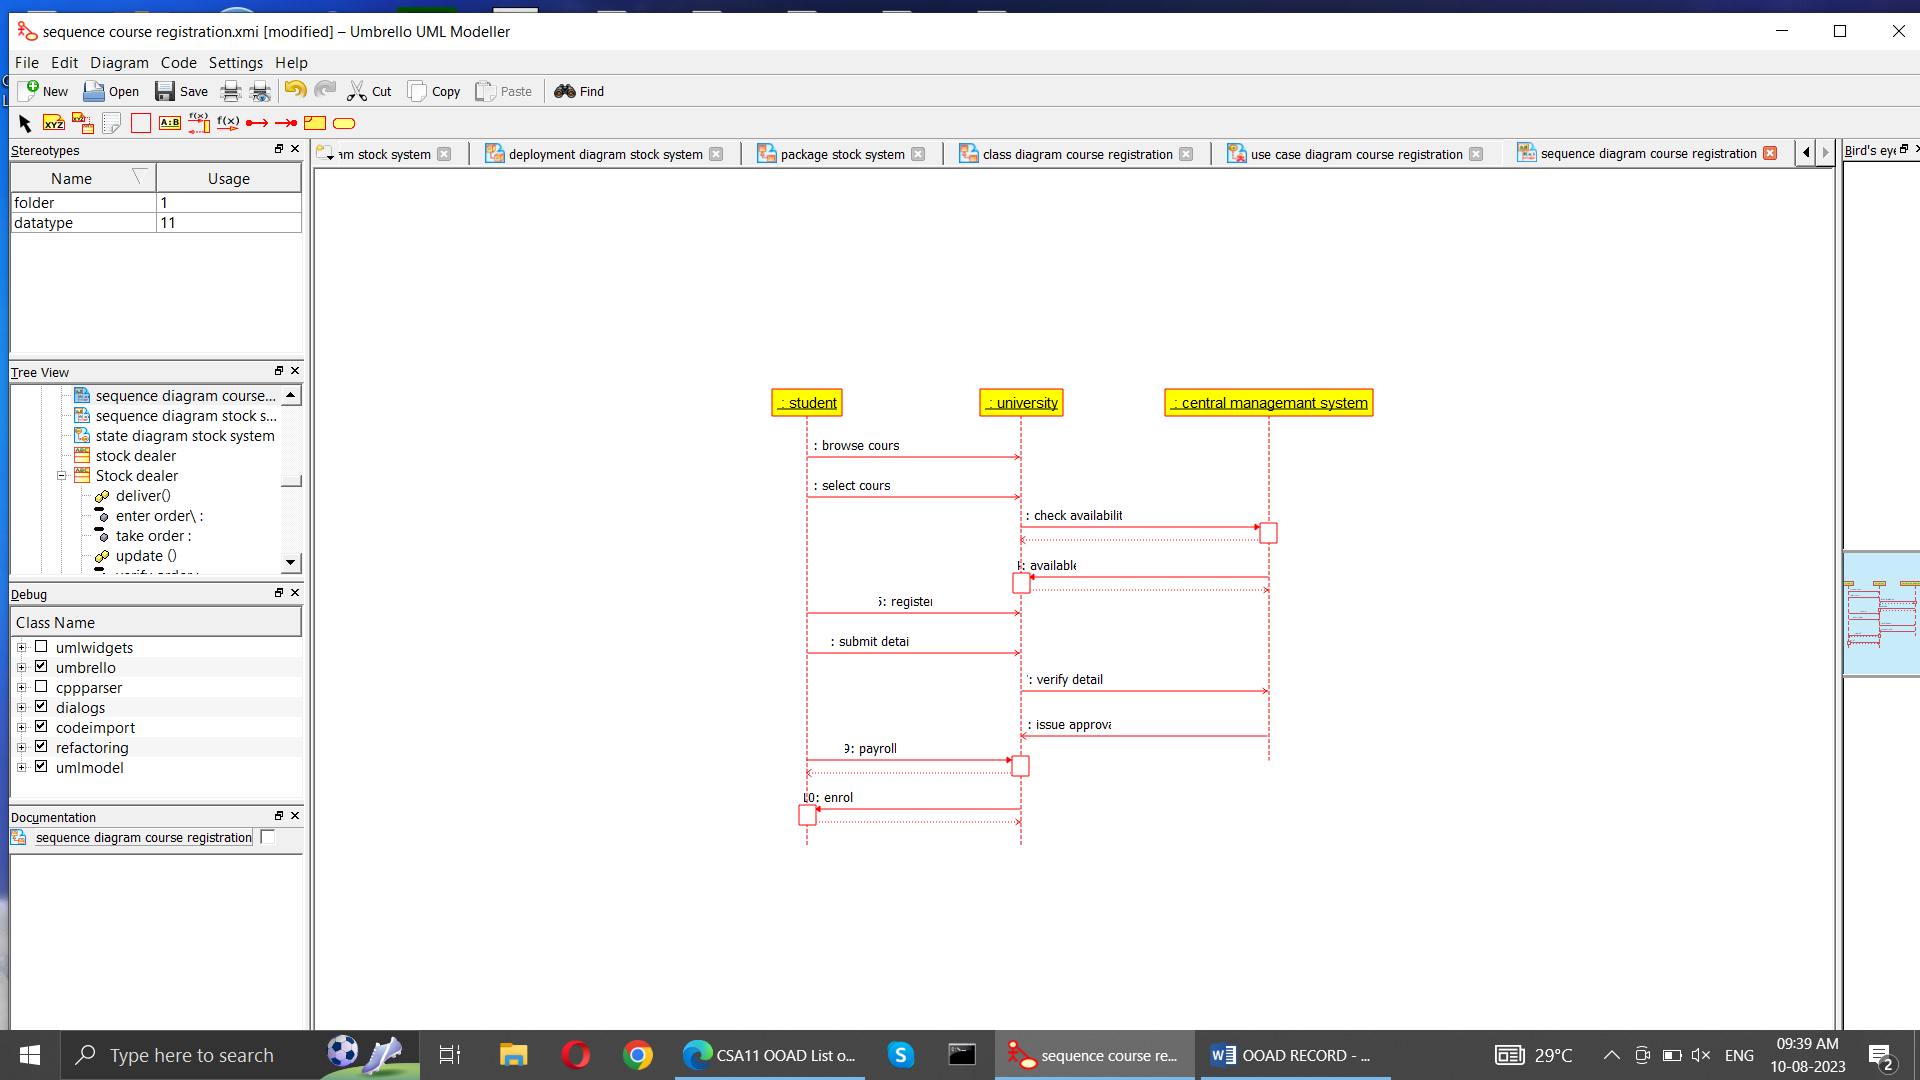 sequence course registration.xmi [modified] – Umbrello UML Modeller
File Edit Diagram Code Settings Help
New Open Save Cut Copy Paste Find
XYZ A:B f(x) f(x)
Stereotypes
Name Usage
folder 1
datatype 11
am stock system deployment diagram stock system package stock system class diagram course registration use case diagram course registration sequence diagram course registration
Bird's eye
Tree View
sequence diagram course...
sequence diagram stock s...
state diagram stock system
stock dealer
Stock dealer
deliver()
enter order\ :
take order :
update ()
Debug
Class Name
umlwidgets
umbrello
cppparser
dialogs
codeimport
refactoring
umlmodel
Documentation
sequence diagram course registration
: student : university : central managemant system
: browse cours
: select cours
: check availabilit
: available
5: register
: submit detai
: verify detail
: issue approva
9: payroll
10: enrol
Type here to search
CSA11 OOAD List o...
sequence course re...
OOAD RECORD - ...
29°C
ENG
09:39 AM
10-08-2023
2